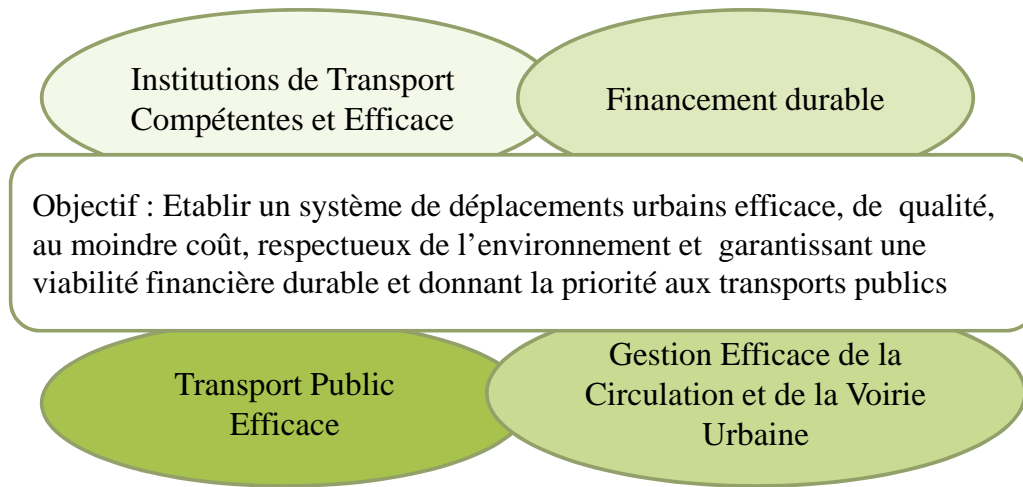 Institutions de Transport
Compétentes et Efficace
Financement durable
Objectif : Etablir un système de déplacements urbains efficace, de qualité,
au moindre coût, respectueux de l’environnement et garantissant une
viabilité financière durable et donnant la priorité aux transports publics
Transport Public
Efficace
Gestion Efficace de la
Circulation et de la Voirie
Urbaine